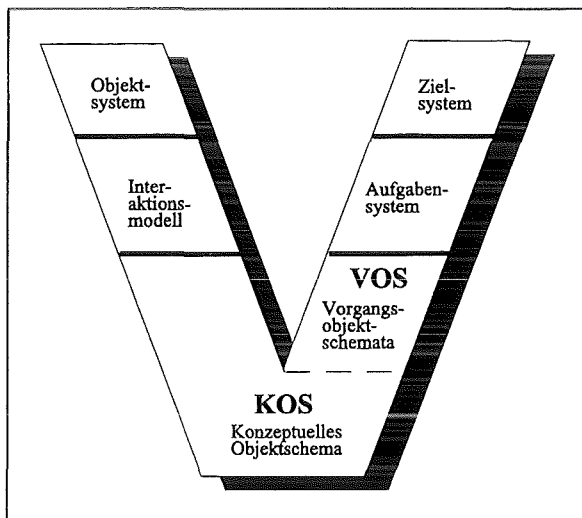 Objekt-
system
Inter-
aktions-
modell
Ziel-
system
Aufgaben-
system
VOS
Vorgangs-
objekt-
schemata
KOS
Konzeptuelles
Objektschema